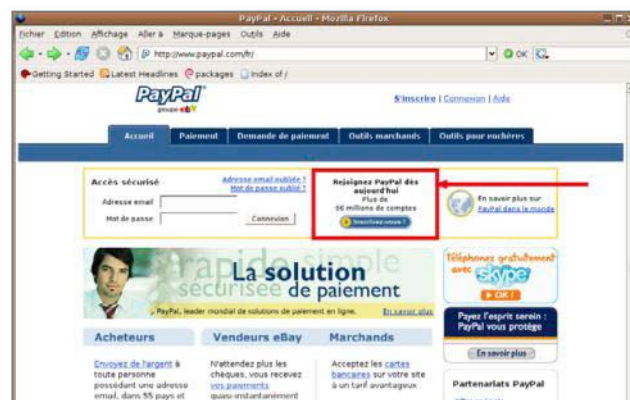 PayPal - Accueil - Mozilla Firefox
Fichier Edition Affichage Aller à Marque-pages Outils Aide
http://www.paypal.com/fr/
OK
Getting Started Latest Headlines packages Index of /
PayPal
groupe ebY
S'inscrire | Connexion | Aide
Accueil Paiement Demande de paiement Outils marchands Outils pour enchères
Accès sécurisé
Adresse email oubliée ?
Mot de passe oublié ?
Adresse email
Mot de passe
Connexion
Rejoignez PayPal dès
aujourd'hui
Plus de
96 millions de comptes
Inscrivez-vous !
En savoir plus sur
PayPal dans le monde
rapide simple
sécurisée
La solution
de paiement
PayPal, leader mondial de solutions de paiement en ligne. En savoir plus
Téléphonez gratuitement
avec skype
OK !
Payez l'esprit serein :
PayPal vous protège
En savoir plus
Acheteurs Vendeurs eBay Marchands
Envoyez de l'argent à
toute personne
possédant une adresse
email, dans 55 pays et
N'attendez plus les
chèques, vous recevez
vos paiements
quasi-instantanément
Acceptez les cartes
bancaires sur votre site
à un tarif avantageux
Partenariats PayPal